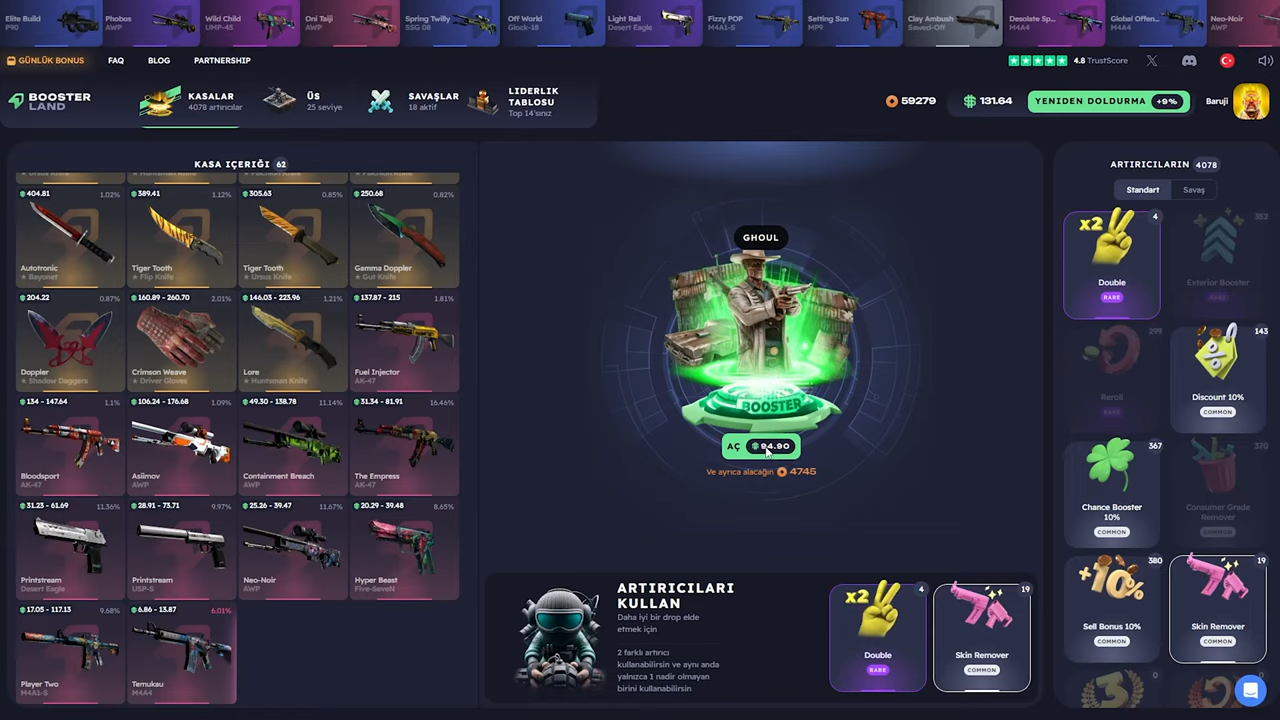 Elite Build
P90
Phobos
AWP
Wild Child
UMP-45
Oni Taiji
AWP
Spring Twilly
SSG 08
Off World
Glock-18
Light Rail
Desert Eagle
Fizzy POP
M4A1-S
Setting Sun
MP9
Clay Ambush
Sawed-Off
Desolate Sp...
M4A4
Global Offen...
M4A4
Neo-Noir
AWP
GÜNLÜK BONUS
FAQ
BLOG
PARTNERSHIP
4.8 TrustScore
BOOSTER
LAND
KASALAR
4078 artırıcılar
ÜS
25 seviye
SAVAŞLAR
18 aktif
LIDERLIK
TABLOSU
Top 14'sınız
59279
131.64
YENIDEN DOLDURMA +9%
Baruji
KASA IÇERIĞI 62
404.81 1.02%
Autotronic
★ Bayonet
389.41 1.12%
Tiger Tooth
★ Flip Knife
305.63 0.85%
Tiger Tooth
★ Ursus Knife
250.68 0.82%
Gamma Doppler
★ Gut Knife
204.22 0.87%
Doppler
★ Shadow Daggers
160.89 - 260.70 2.01%
Crimson Weave
★ Driver Gloves
146.03 - 223.96 1.21%
Lore
★ Huntsman Knife
137.87 - 215 1.81%
Fuel Injector
AK-47
134 - 147.64 1.1%
Bloodsport
AK-47
106.24 - 176.68 1.09%
Asiimov
AWP
49.30 - 138.78 11.14%
Containment Breach
AWP
31.34 - 81.91 16.46%
The Empress
AK-47
31.23 - 61.69 11.36%
Printstream
Desert Eagle
28.91 - 73.71 9.97%
Printstream
USP-S
25.26 - 39.47 11.67%
Neo-Noir
AWP
20.29 - 39.48 8.65%
Hyper Beast
Five-SeveN
17.05 - 117.13 9.68%
Player Two
M4A1-S
6.86 - 13.87 6.01%
Temukau
M4A4
GHOUL
BOOSTER
AÇ 94.90
Ve ayrıca alacağın 4745
ARTIRICILARI
KULLAN
Daha iyi bir drop elde
etmek için
2 farklı artırıcı
kullanabilirsin ve aynı anda
yalnızca 1 nadir olmayan
birini kullanabilirsin
4
x2
Double
RARE
19
Skin Remover
COMMON
ARTIRICILARIN 4078
Standart
Savaş
4
x2
Double
RARE
352
Exterior Booster
RARE
299
Reroll
RARE
143
%
Discount 10%
COMMON
367
Chance Booster
10%
COMMON
370
Consumer Grade
Remover
COMMON
380
+10%
Sell Bonus 10%
COMMON
19
Skin Remover
COMMON
0
3
0